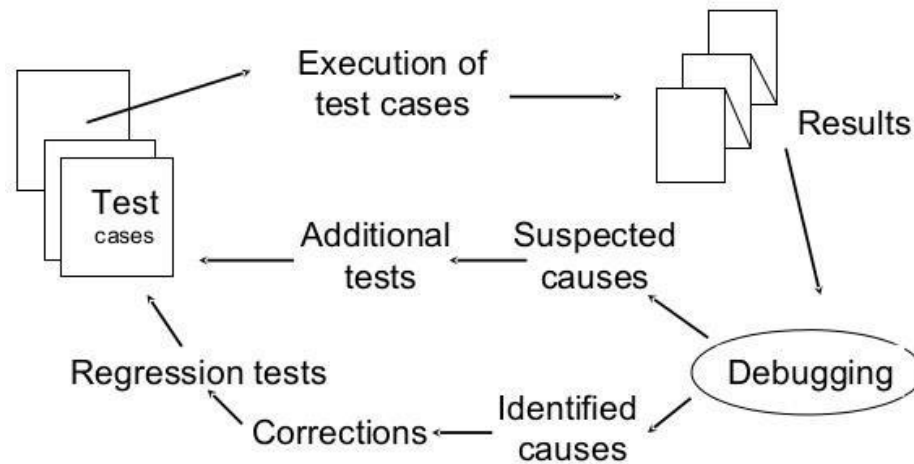 Execution of
test cases
Results
Test
cases
Additional
tests
Suspected
causes
Debugging
Regression tests
Identified
causes
Corrections